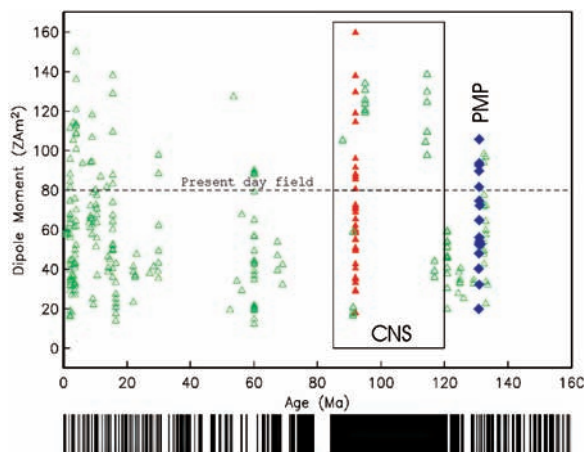 160
140
120
100
80
60
40
20
0
Dipole Moment (ZAm²)
Present day field
CNS
PMP
0 20 40 60 80 100 120 140 160
Age (Ma)